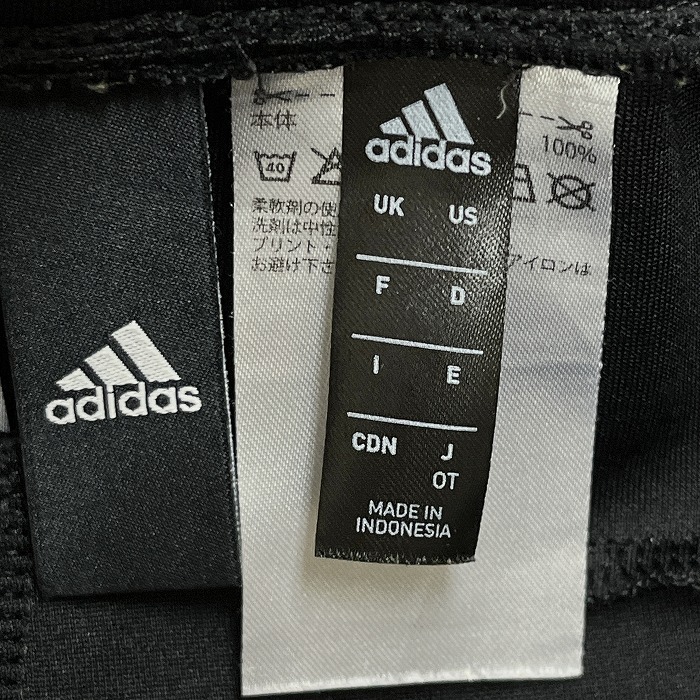 adidas
本体
100%
40
柔軟剤の使
洗剤は中性
プリント・
お避け下さ
アイロンは
adidas
UK US
F D
I E
CDN J
OT
MADE IN
INDONESIA